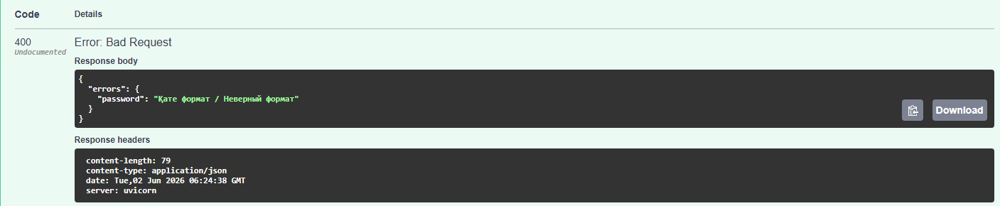 Code Details
400 Error: Bad Request
Undocumented
Response body
{
  "errors": {
    "password": "Қате формат / Неверный формат"
  }
}
Download
Response headers
content-length: 79
content-type: application/json
date: Tue,02 Jun 2026 06:24:38 GMT
server: uvicorn